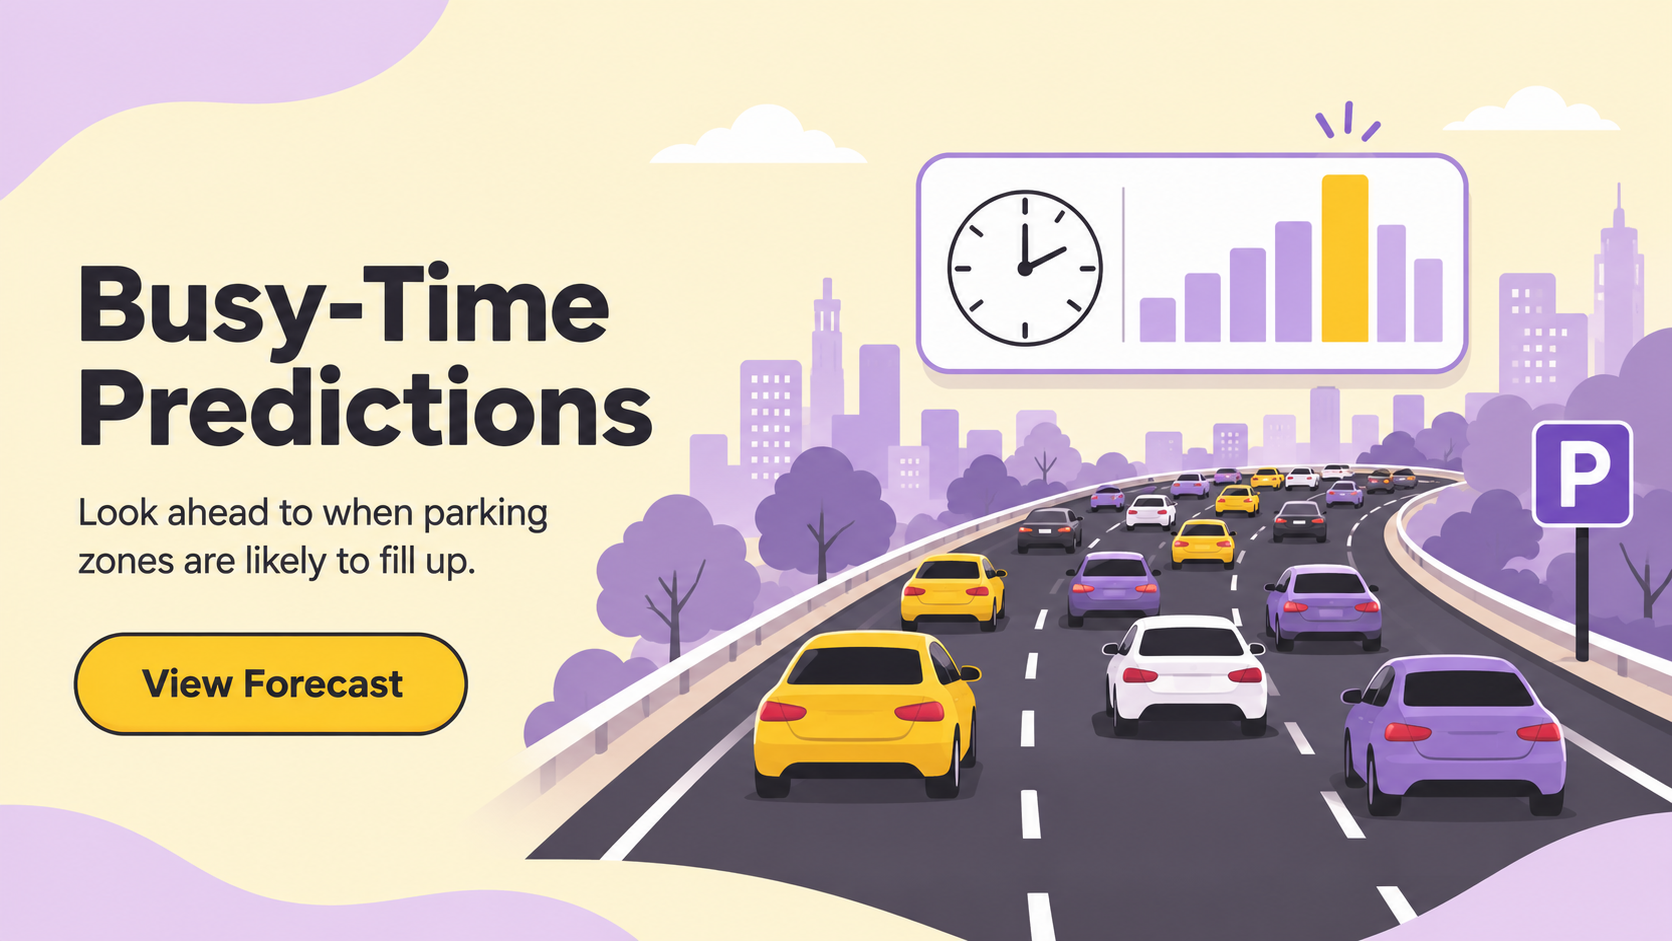 Busy-Time
Predictions
Look ahead to when parking
zones are likely to fill up.
View Forecast
P